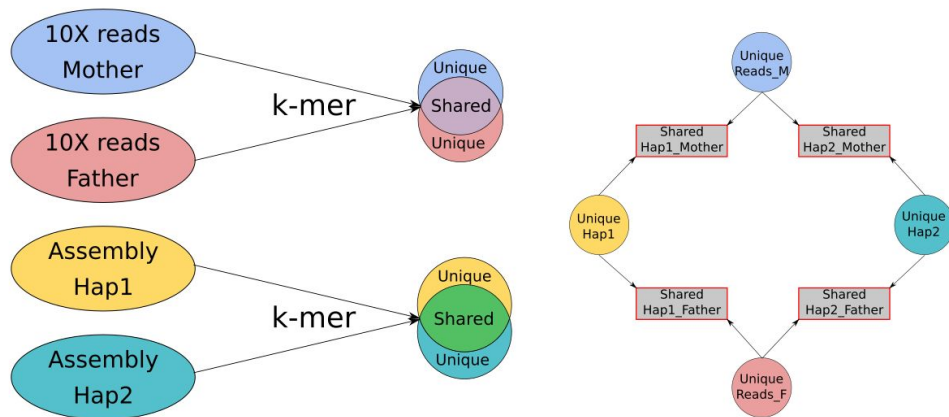 10X reads
Mother
10X reads
Father
k-mer
Unique
Shared
Unique
Assembly
Hap1
Assembly
Hap2
k-mer
Unique
Shared
Unique
Unique
Reads_M
Shared
Hap1_Mother
Shared
Hap2_Mother
Unique
Hap1
Unique
Hap2
Shared
Hap1_Father
Shared
Hap2_Father
Unique
Reads_F